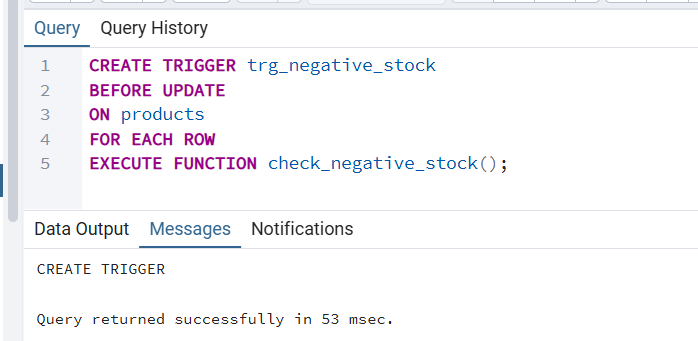 Query Query History
1 CREATE TRIGGER trg_negative_stock
2 BEFORE UPDATE
3 ON products
4 FOR EACH ROW
5 EXECUTE FUNCTION check_negative_stock();
Data Output Messages Notifications
CREATE TRIGGER
Query returned successfully in 53 msec.